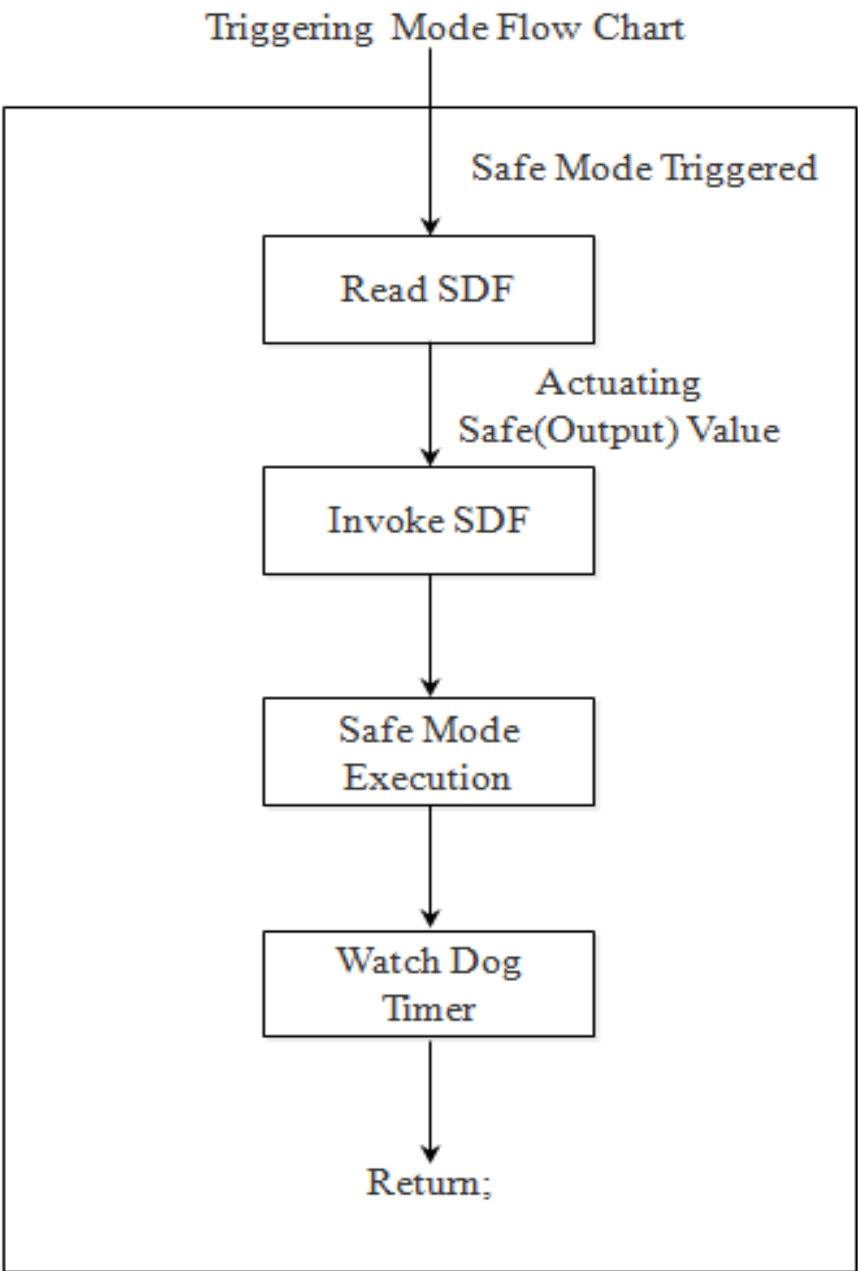 Triggering Mode Flow Chart
Safe Mode Triggered
Read SDF
Actuating
Safe(Output) Value
Invoke SDF
Safe Mode
Execution
Watch Dog
Timer
Return;